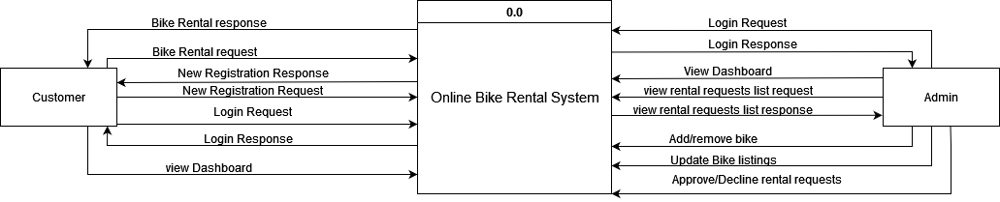 0.0
Bike Rental response
Bike Rental request
New Registration Response
New Registration Request
Login Request
Login Response
view Dashboard
Customer
Online Bike Rental System
Login Request
Login Response
View Dashboard
view rental requests list request
view rental requests list response
Add/remove bike
Update Bike listings
Approve/Decline rental requests
Admin